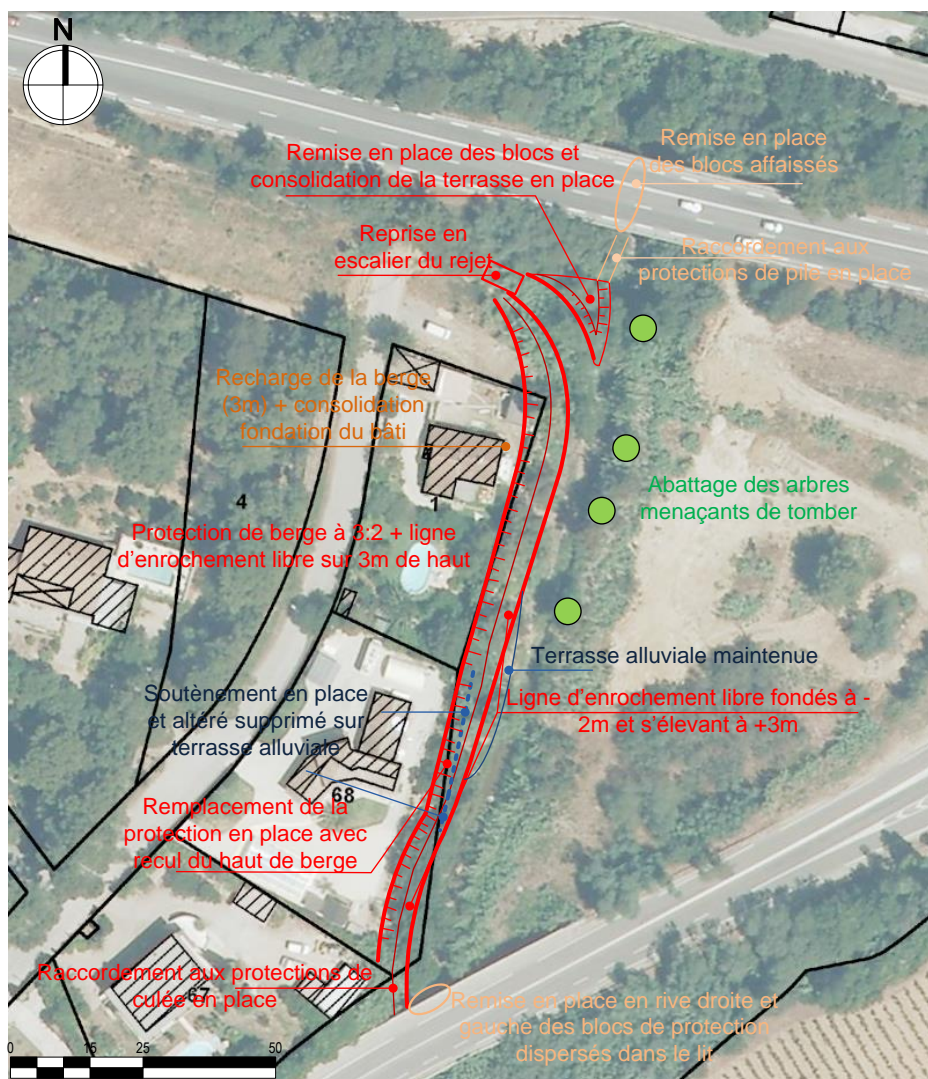 N
Remise en place
des blocs affaissés
Remise en place des blocs et
consolidation de la terrasse en place
Reprise en
escalier du rejet
Raccordement aux
protections de pile en place
Recharge de la berge
(3m) + consolidation
fondation du bâti
4
1
Abattage des arbres
menaçants de tomber
Protection de berge à 3:2 + ligne
d'enrochement libre sur 3m de haut
Terrasse alluviale maintenue
Soutènement en place
et altéré supprimé sur
terrasse alluviale
Ligne d'enrochement libre fondés à -
2m et s'élevant à +3m
68
Remplacement de la
protection en place avec
recul du haut de berge
Raccordement aux protections de
culée en place
67
Remise en place en rive droite et
gauche des blocs de protection
dispersés dans le lit
0 15 25 50